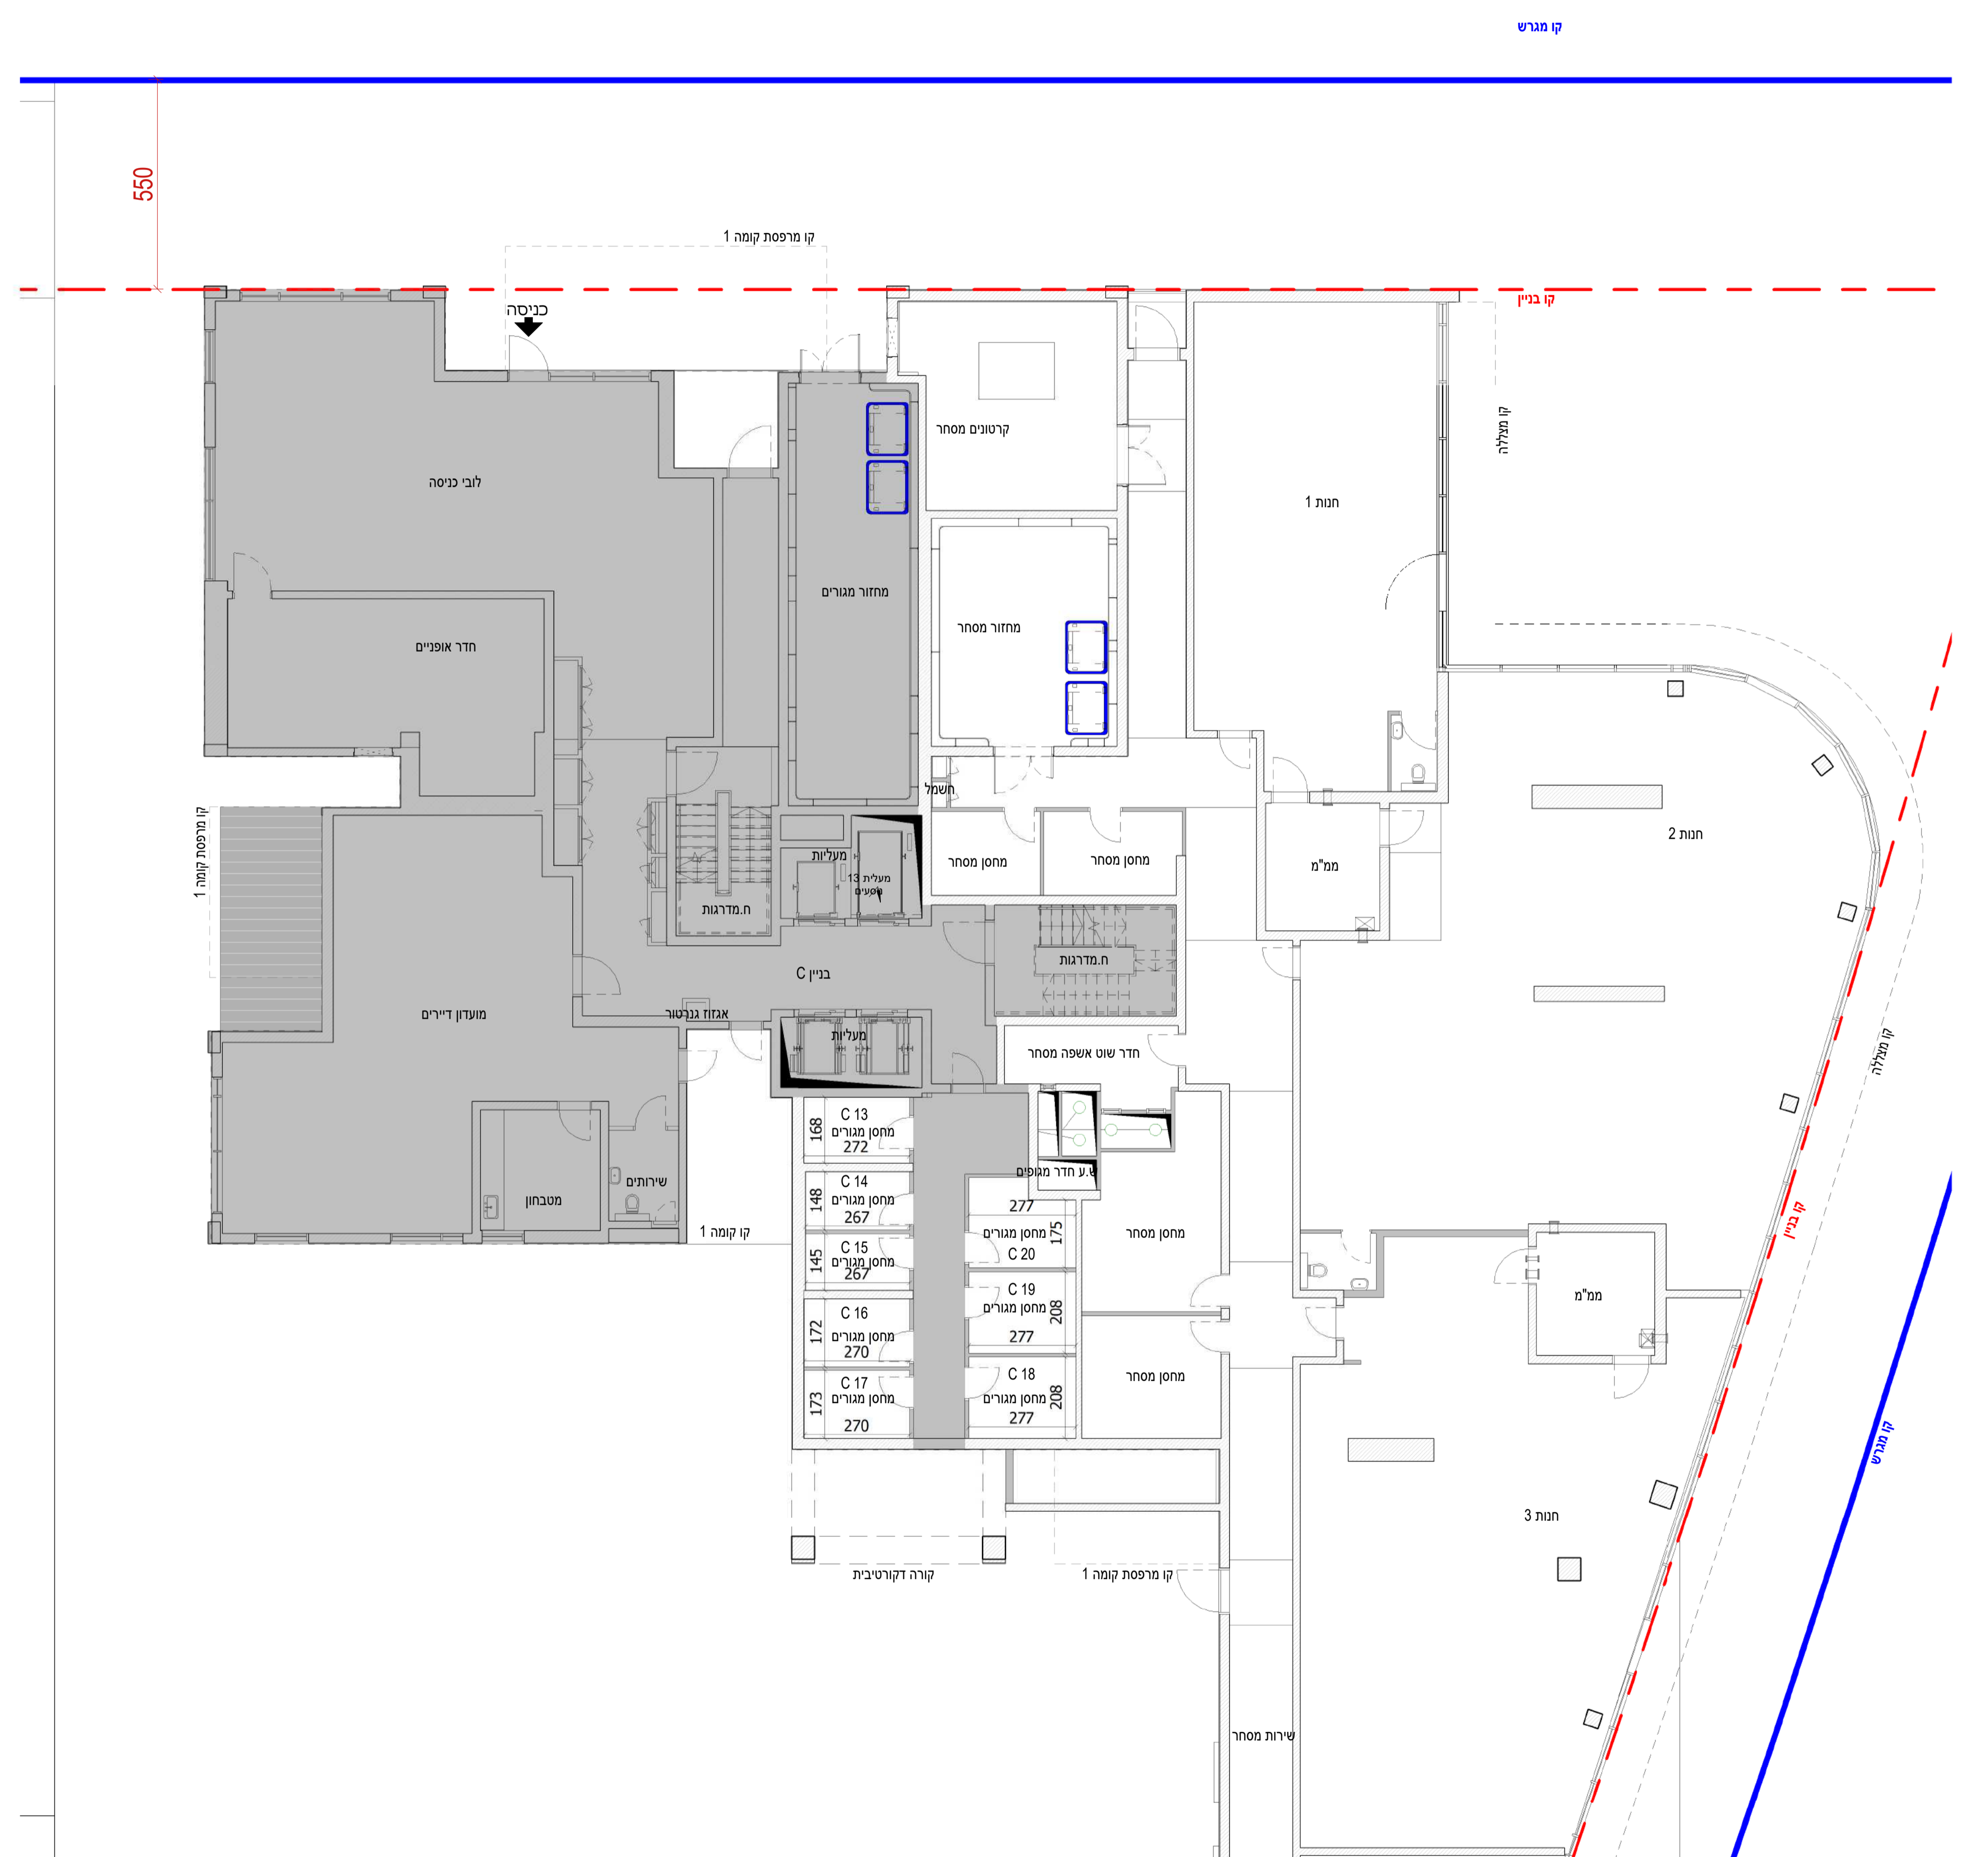 קו מגרש
550
קו מרפסת קומה 1
כניסה
קו בניין
קו מצללה
קרטונים מסחר
לובי כניסה
חנות 1
מחזור מגורים
מחזור מסחר
חדר אופניים
חשמל
קו מרפסת קומה 1
חנות 2
מעליות
מעלית 13
נוסעים
מחסן מסחר
מחסן מסחר
ממ"מ
ח.מדרגות
ח.מדרגות
בניין C
מועדון דיירים
אגזוז גנרטור
מעליות
חדר שוט אשפה מסחר
קו מצללה
C 13
מחסן מגורים
272
168
ש.ע חדר מגופים
C 14
מחסן מגורים
267
148
שירותים
מטבחון
קו קומה 1
277
מחסן מגורים
C 20
175
מחסן מסחר
קו בניין
C 15
מחסן מגורים
267
145
C 19
מחסן מגורים
277
208
ממ"מ
C 16
מחסן מגורים
270
172
C 18
מחסן מגורים
277
208
מחסן מסחר
C 17
מחסן מגורים
270
173
קו מגרש
חנות 3
קורה דקורטיבית
קו מרפסת קומה 1
שירות מסחר